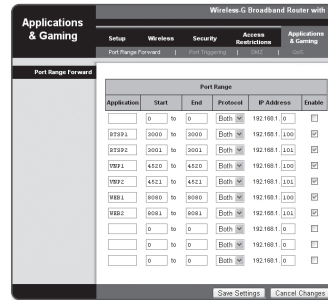 Wireless-G Broadband Router with
Applications & Gaming
Setup Wireless Security Access Restrictions Applications & Gaming
Port Range Forward | Port Triggering | DMZ | QoS
Port Range Forward
Port Range
Application Start End Protocol IP Address Enable
0 to 0 Both 192.168.1. 0
RTSP1 3000 to 3000 Both 192.168.1. 100
RTSP2 3001 to 3001 Both 192.168.1. 101
VNP1 4520 to 4520 Both 192.168.1. 100
VNP2 4521 to 4521 Both 192.168.1. 101
WEB1 8080 to 8080 Both 192.168.1. 100
WEB2 8081 to 8081 Both 192.168.1. 101
0 to 0 Both 192.168.1. 0
0 to 0 Both 192.168.1. 0
0 to 0 Both 192.168.1. 0
Save Settings Cancel Changes